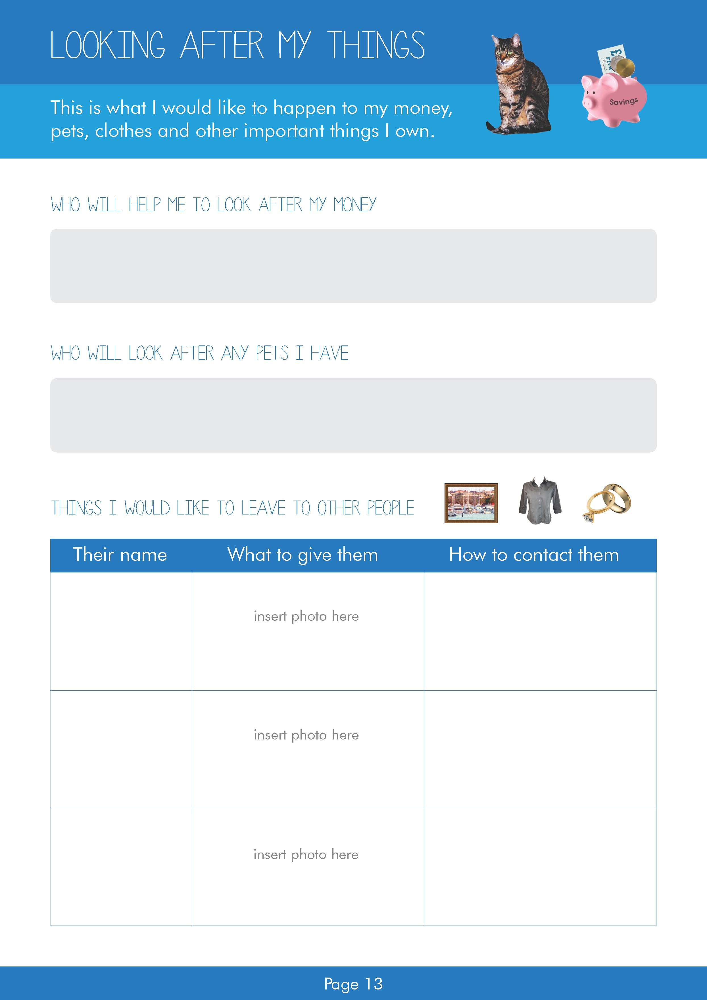 LOOKING AFTER MY THINGS
£
FIVE
Pounds
Savings
This is what I would like to happen to my money,
pets, clothes and other important things I own.
WHO WILL HELP ME TO LOOK AFTER MY MONEY
WHO WILL LOOK AFTER ANY PETS I HAVE
THINGS I WOULD LIKE TO LEAVE TO OTHER PEOPLE
Their name What to give them How to contact them
insert photo here
insert photo here
insert photo here
Page 13